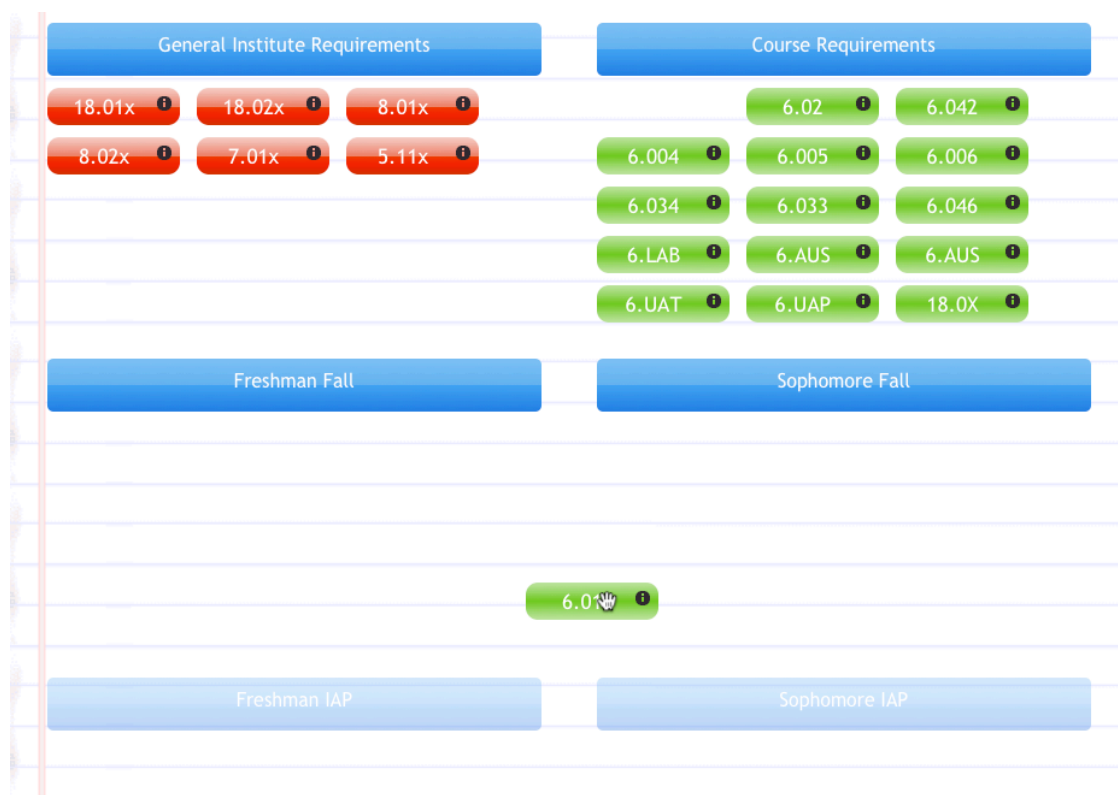 General Institute Requirements Course Requirements
18.01x 18.02x 8.01x 6.02 6.042
8.02x 7.01x 5.11x 6.004 6.005 6.006
6.034 6.033 6.046
6.LAB 6.AUS 6.AUS
6.UAT 6.UAP 18.0X
Freshman Fall Sophomore Fall
6.01
Freshman IAP Sophomore IAP